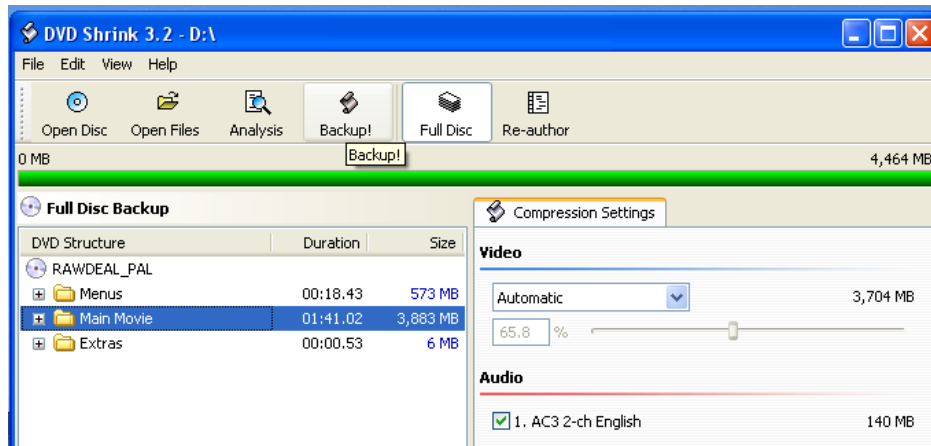 DVD Shrink 3.2 - D:\
File Edit View Help
Open Disc Open Files Analysis Backup! Full Disc Re-author
Backup!
0 MB 4,464 MB
Full Disc Backup
Compression Settings
DVD Structure Duration Size
Video
RAWDEAL_PAL
Menus 00:18.43 573 MB
Automatic 3,704 MB
Main Movie 01:41.02 3,883 MB
65.8 %
Extras 00:00.53 6 MB
Audio
1. AC3 2-ch English 140 MB